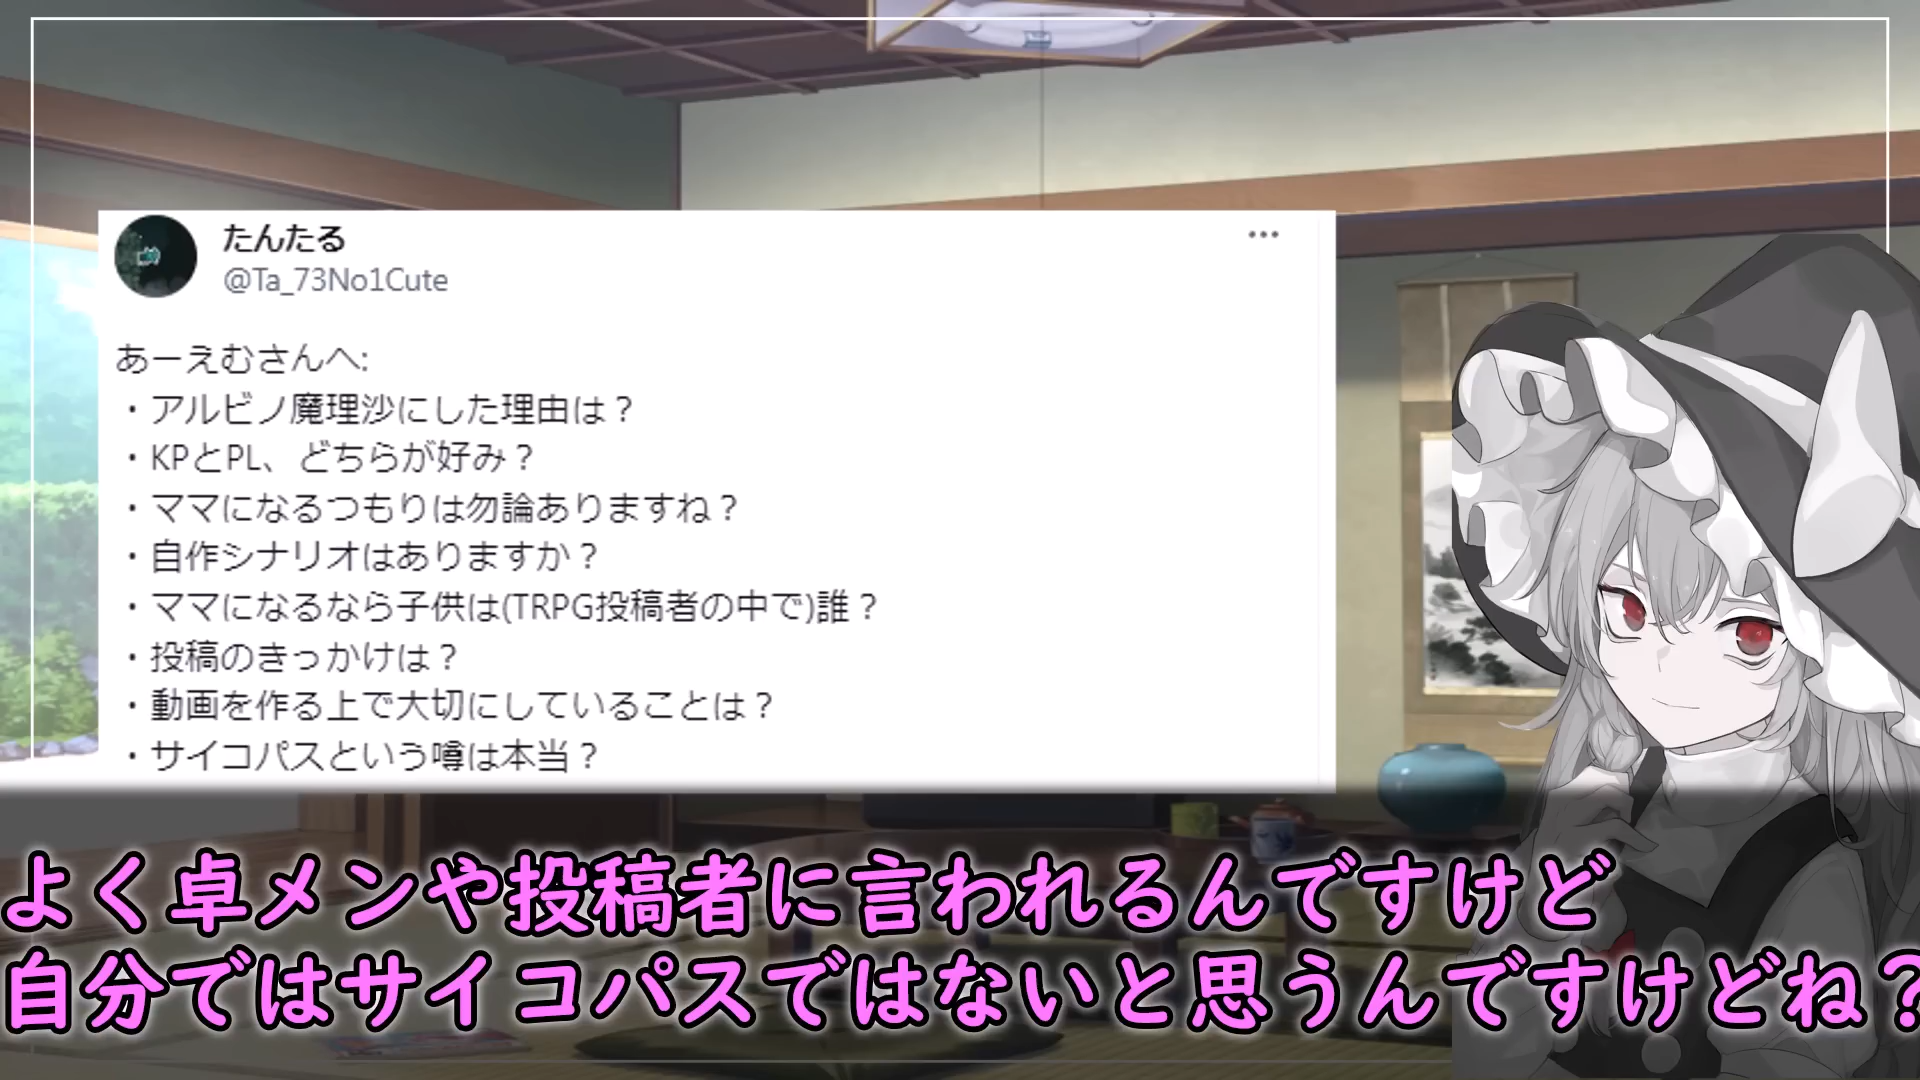 たんたる
@Ta_73No1Cute
あーえむさんへ:
・アルビノ魔理沙にした理由は？
・KPとPL、どちらが好み？
・ママになるつもりは勿論ありますね？
・自作シナリオはありますか？
・ママになるなら子供は(TRPG投稿者の中で)誰？
・投稿のきっかけは？
・動画を作る上で大切にしていることは？
・サイコパスという噂は本当？
よく卓メンや投稿者に言われるんですけど
自分ではサイコパスではないと思うんですけどね？